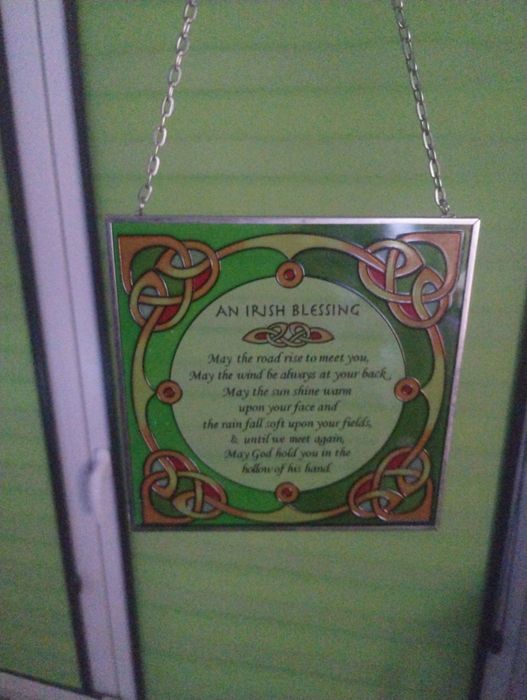 AN IRISH BLESSING
May the road rise to meet you,
May the wind be always at your back
May the sun shine warm
upon your face and
the rain fall soft upon your fields,
& until we meet again,
May God hold you in the
hollow of his hand.